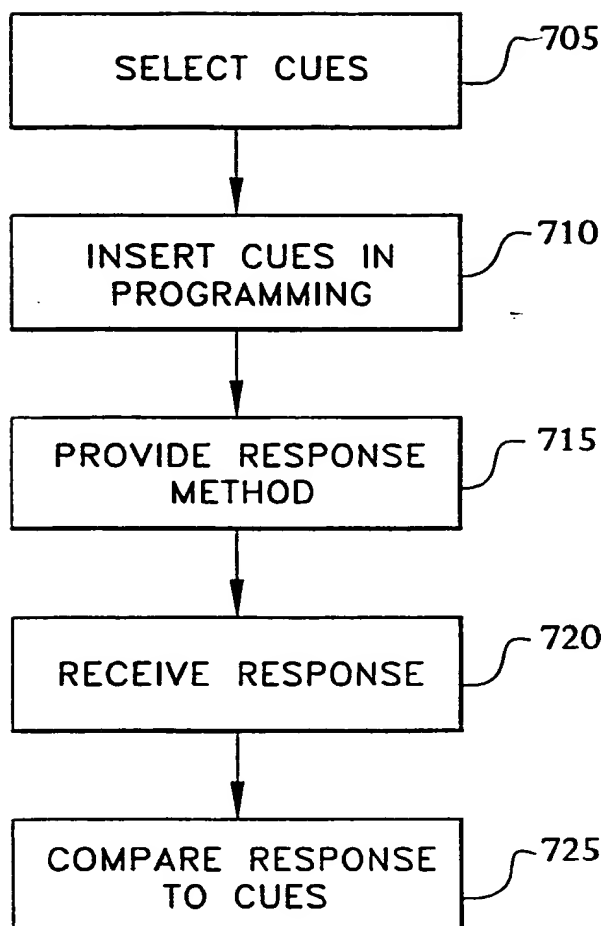 SELECT CUES
705
INSERT CUES IN
PROGRAMMING
710
PROVIDE RESPONSE
METHOD
715
RECEIVE RESPONSE
720
COMPARE RESPONSE
TO CUES
725